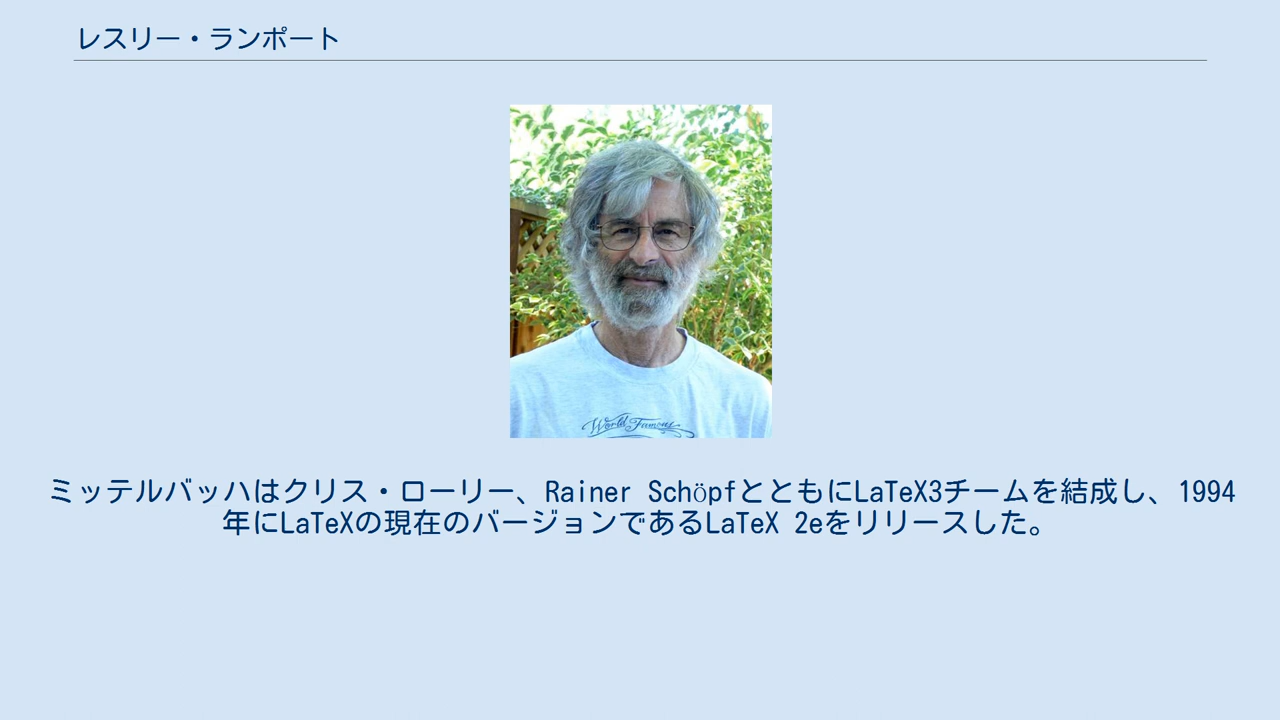 レスリー・ランポート
World Famous
ミッテルバッハはクリス・ローリー、Rainer SchöpfとともにLaTeX3チームを結成し、1994
年にLaTeXの現在のバージョンであるLaTeX 2eをリリースした。